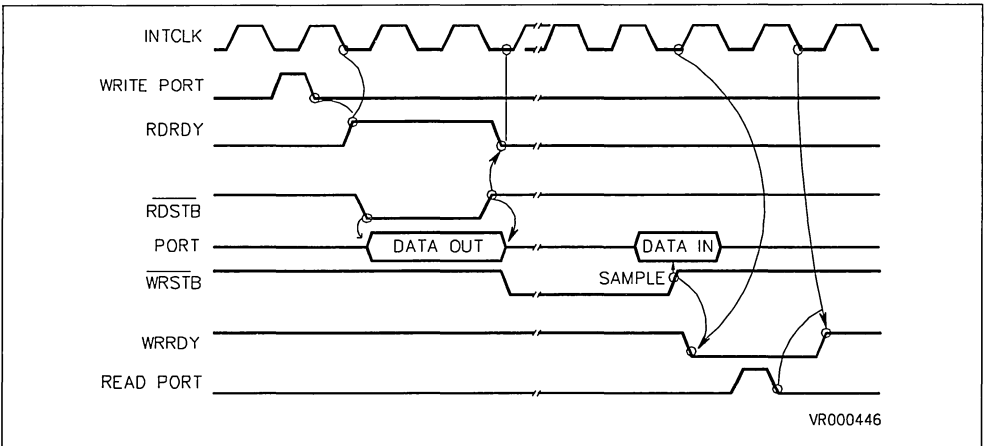 INTCLK
WRITE PORT
RDRDY
RDSTB
PORT
DATA OUT
DATA IN
WRSTB
SAMPLE
WRRDY
READ PORT
VR000446